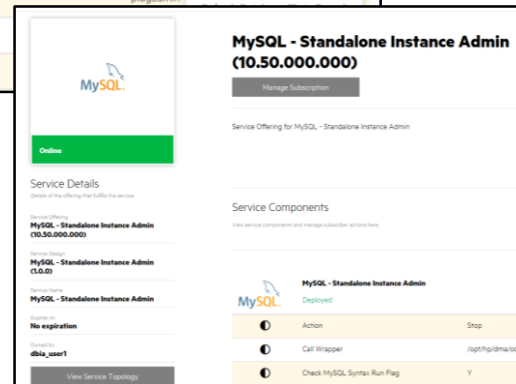 MySQL
Online
Service Details
Details of the offering that fulfills the service.
Service Offering
MySQL - Standalone Instance Admin
(10.50.000.000)
Service Design
MySQL - Standalone Instance Admin
(1.0.0)
Service Name
MySQL - Standalone Instance Admin
Expires on
No expiration
Owned by
dbia_user1
View Service Topology
MySQL - Standalone Instance Admin
(10.50.000.000)
Manage Subscription
Service Offering for MySQL - Standalone Instance Admin
Service Components
View service components and manage subscriber actions here.
MySQL
MySQL - Standalone Instance Admin
Deployed
Action Stop
Call Wrapper
Check MySQL Syntax Run Flag Y